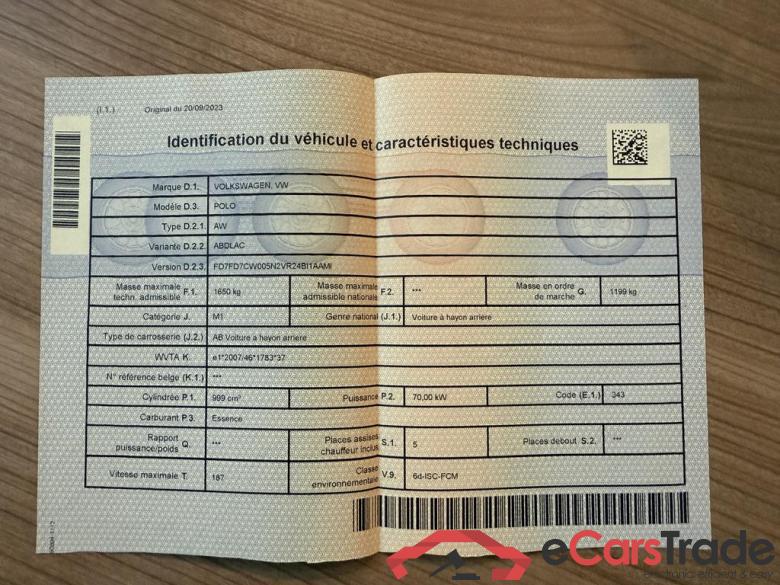 (I.1.) Original du 20/09/2023
Identification du véhicule et caractéristiques techniques
Marque D.1. VOLKSWAGEN, VW
Modèle D.3. POLO
Type D.2.1. AW
Variante D.2.2. ABDLAC
Version D.2.3. FD7FD7CW005N2VR24BI1AAMI
Masse maximale techn. admissible F.1. 1650 kg Masse maximale admissible nationale F.2. *** Masse en ordre de marche G. 1199 kg
Catégorie J. M1 Genre national (J.1.) Voiture à hayon arrière
Type de carrosserie (J.2.) AB Voiture à hayon arrière
WVTA K. e1*2007/46*1783*37
N° référence belge (K.1.) ***
Cylindrée P.1. 999 cm³ Puissance P.2. 70,00 kW Code (E.1.) 343
Carburant P.3. Essence
Rapport puissance/poids Q. *** Places assises chauffeur inclus S.1. 5 Places debout S.2. ***
Vitesse maximale T. 187 Classe environnementale V.9. 6d-ISC-FCM
eCarsTrade
electronic, efficient & easy